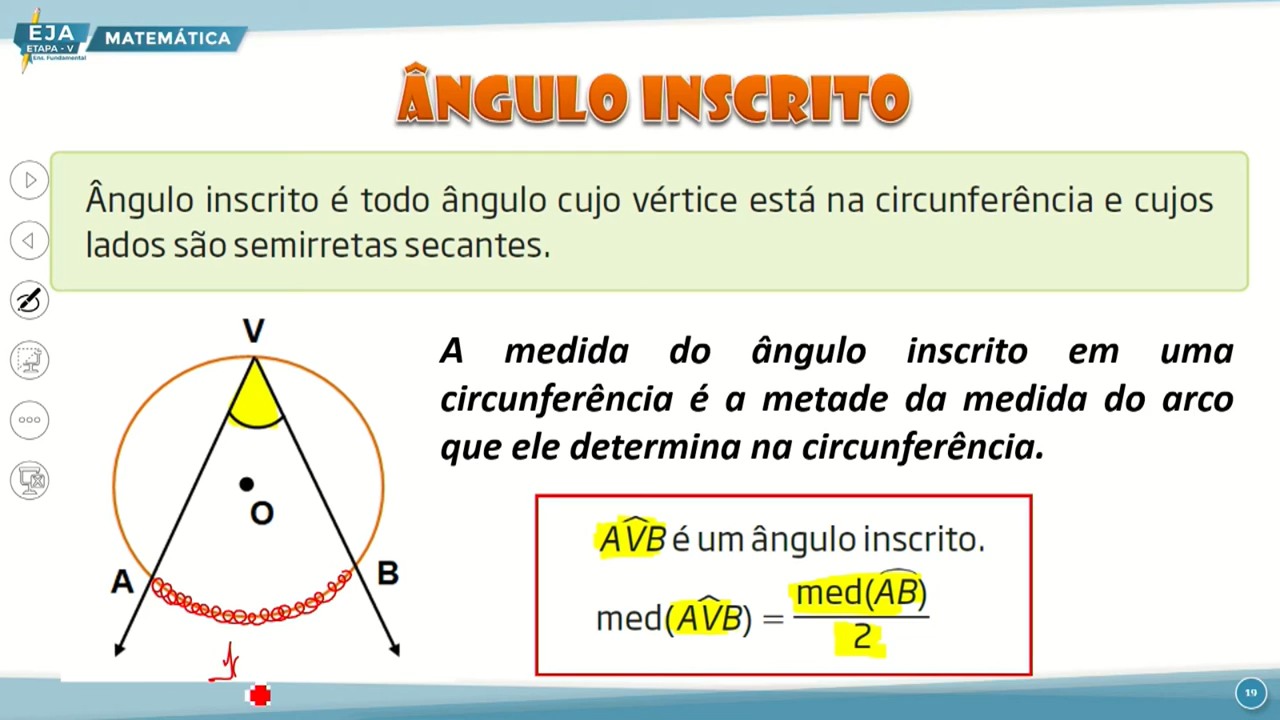 EJA
ETAPA - V
Ens. Fundamental
MATEMÁTICA
ÂNGULO INSCRITO
Ângulo inscrito é todo ângulo cujo vértice está na circunferência e cujos
lados são semirretas secantes.
V
O
A
B
A medida do ângulo inscrito em uma
circunferência é a metade da medida do arco
que ele determina na circunferência.
AV̂B é um ângulo inscrito.
med(AV̂B) = med(A͡B) / 2
19